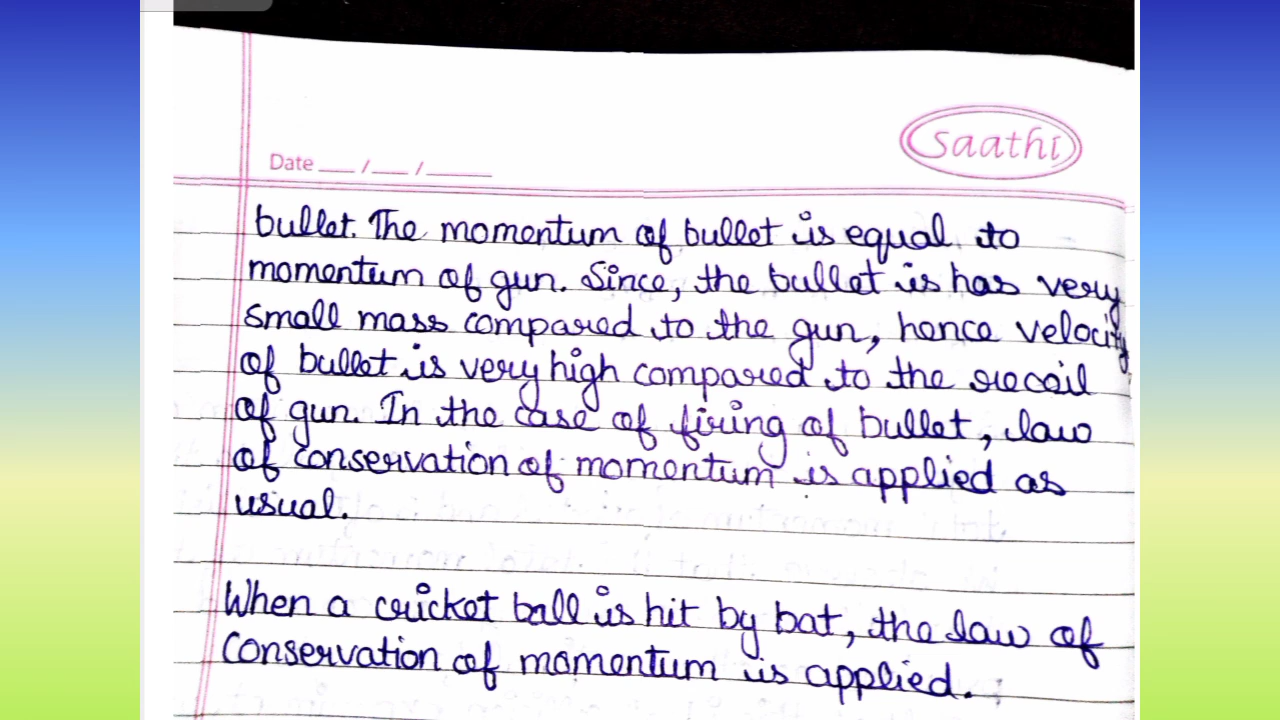 saathi
Date ___/___/_____
bullet. The momentum of bullet is equal to
momentum of gun. Since, the bullet is has very
small mass compared to the gun, hence velocity
of bullet is very high compared to the recoil
of gun. In the case of firing of bullet, law
of conservation of momentum is applied as
usual.
When a cricket ball is hit by bat, the law of
conservation of momentum is applied.